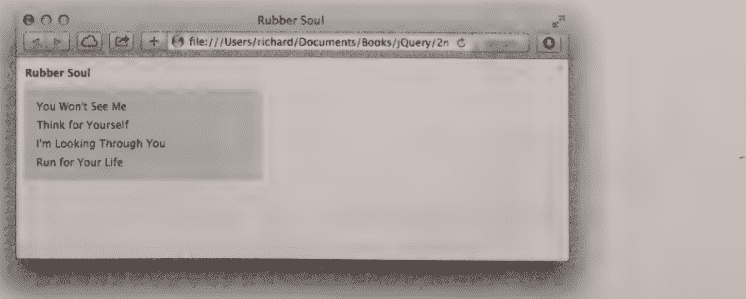 Rubber Soul
file:///Users/richard/Documents/Books/jQuery/2n
Rubber Soul
You Won't See Me
Think for Yourself
I'm Looking Through You
Run for Your Life